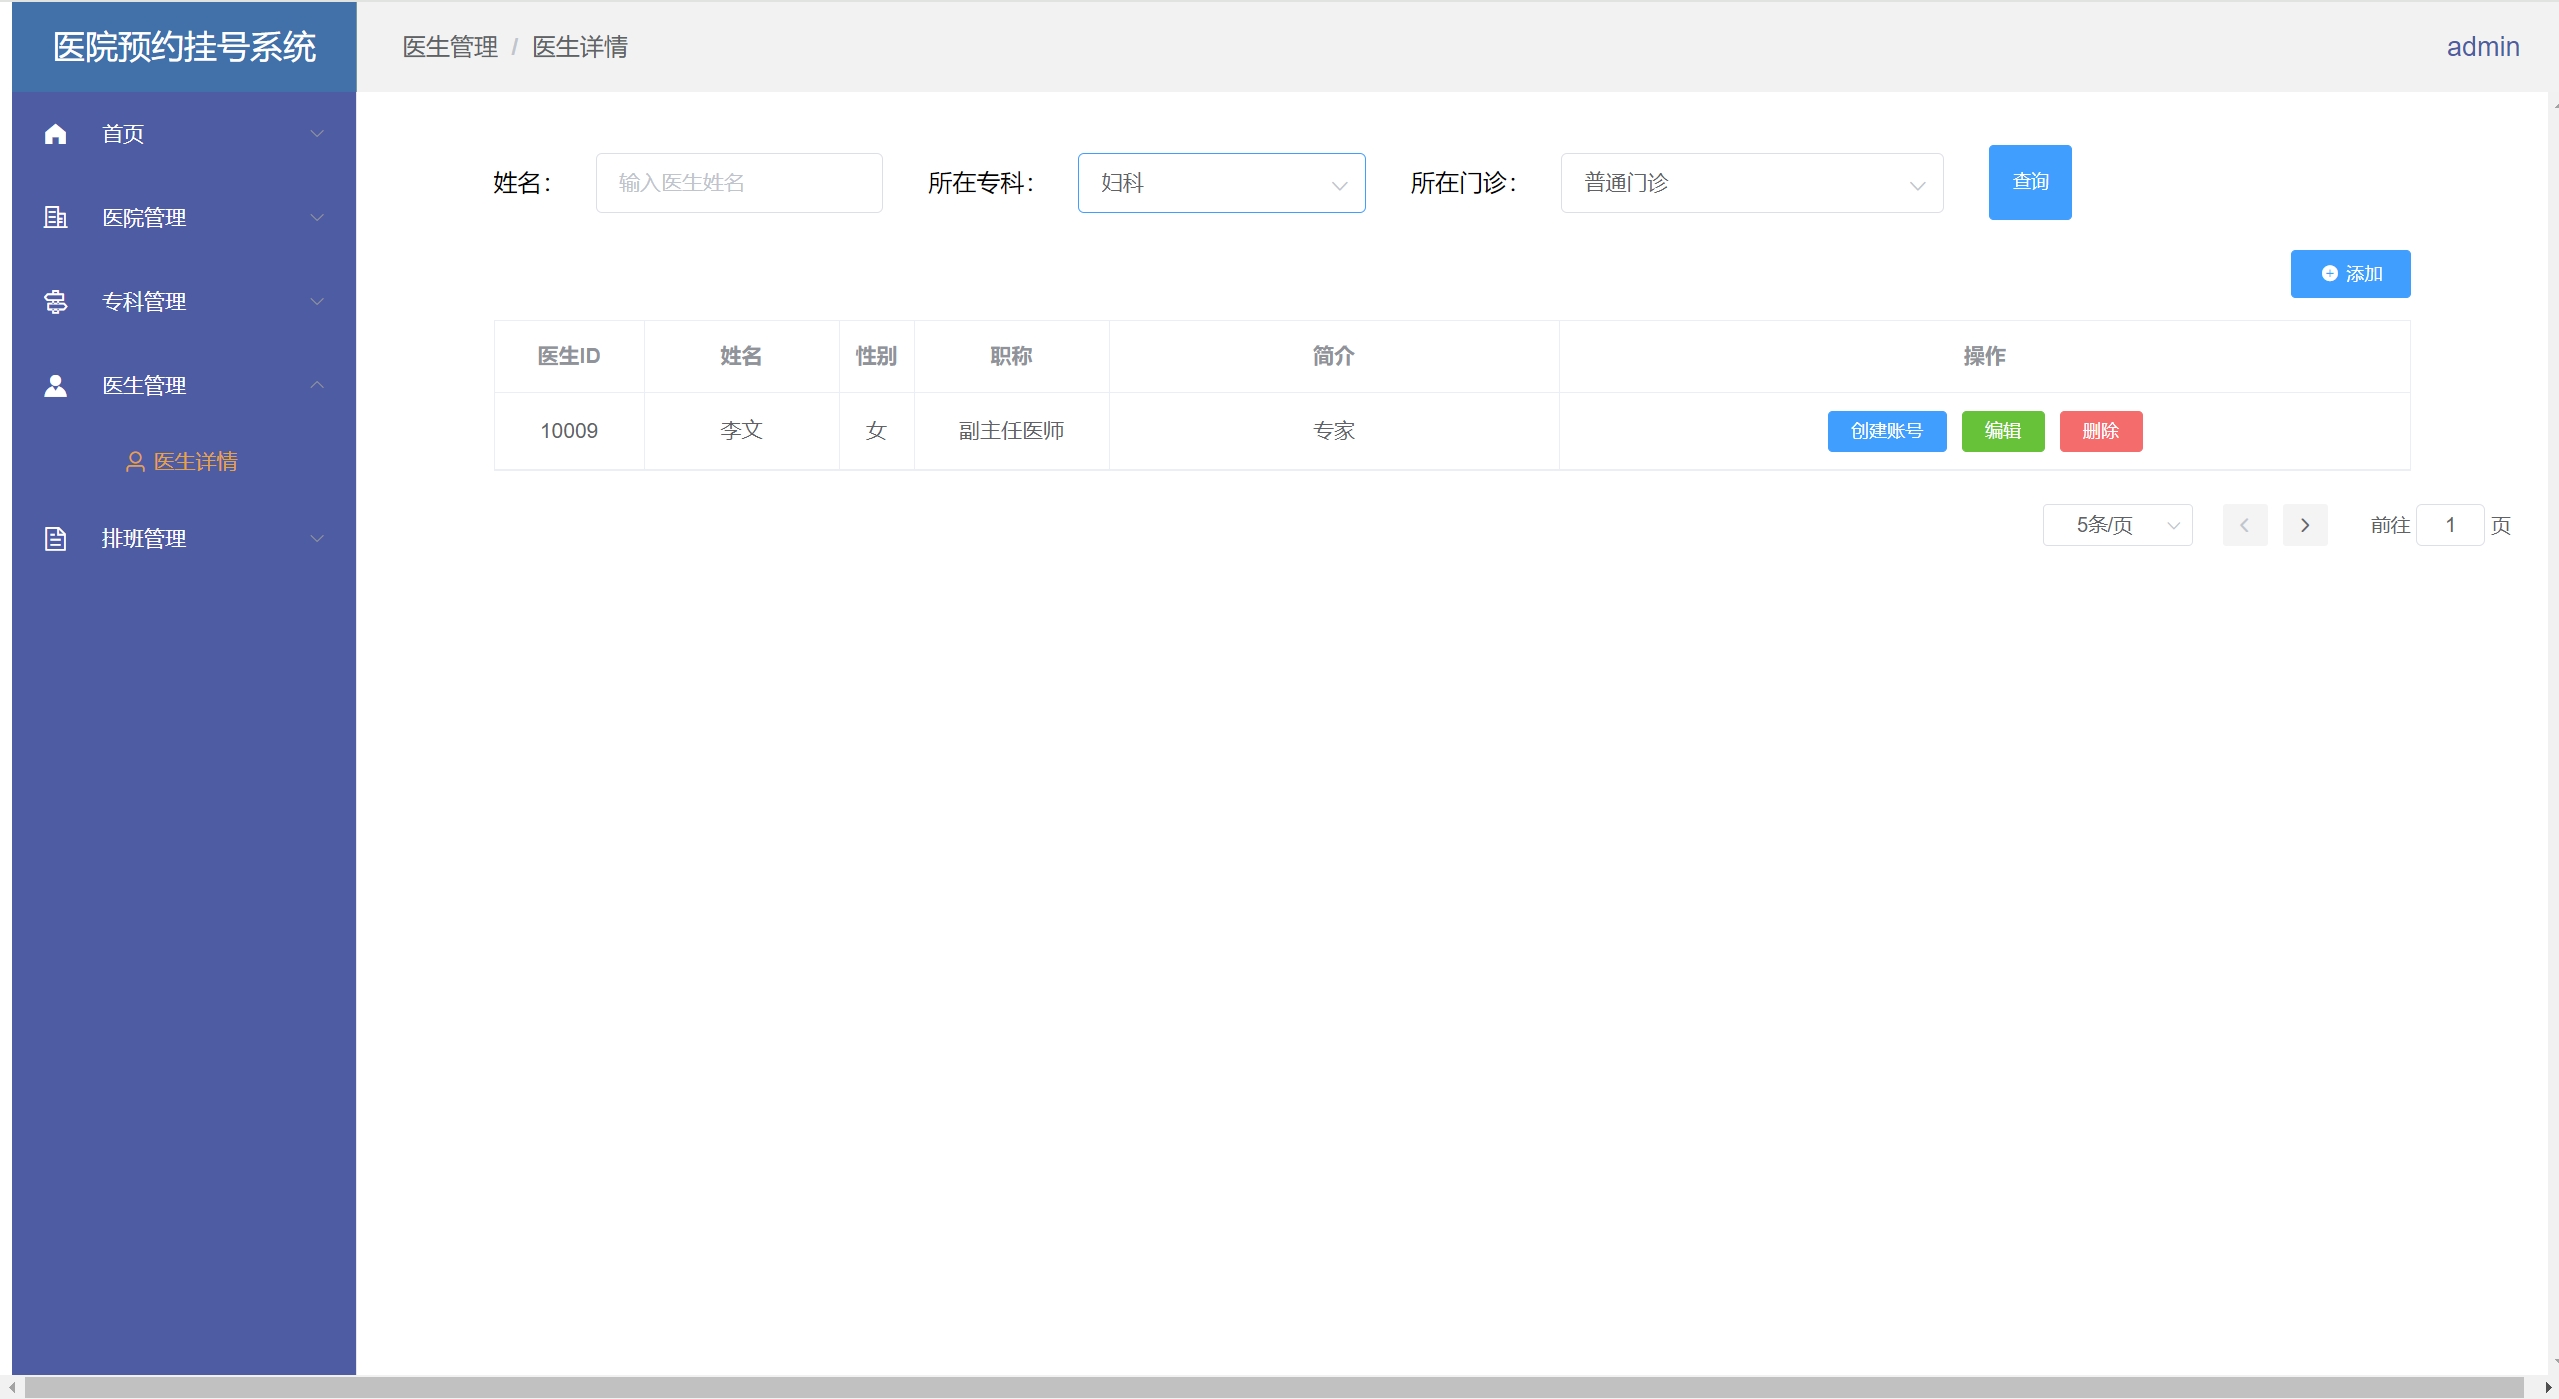 医院预约挂号系统
医生管理 / 医生详情
admin
首页
医院管理
专科管理
医生管理
医生详情
排班管理
姓名： 输入医生姓名 所在专科： 妇科 所在门诊： 普通门诊 查询
添加
医生ID 姓名 性别 职称 简介 操作
10009 李文 女 副主任医师 专家 创建账号 编辑 删除
5条/页 前往 1 页